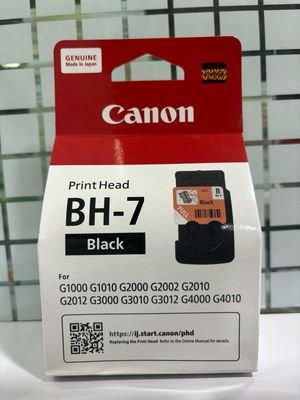 GENUINE
Made in Japan
Canon
Print Head
BH-7
Black
B
Black
For
G1000 G1010 G2000 G2002 G2010
G2012 G3000 G3010 G3012 G4000 G4010
https://ij.start.canon/phd
Replacing the Print Head Refer to the Online Manual for details.